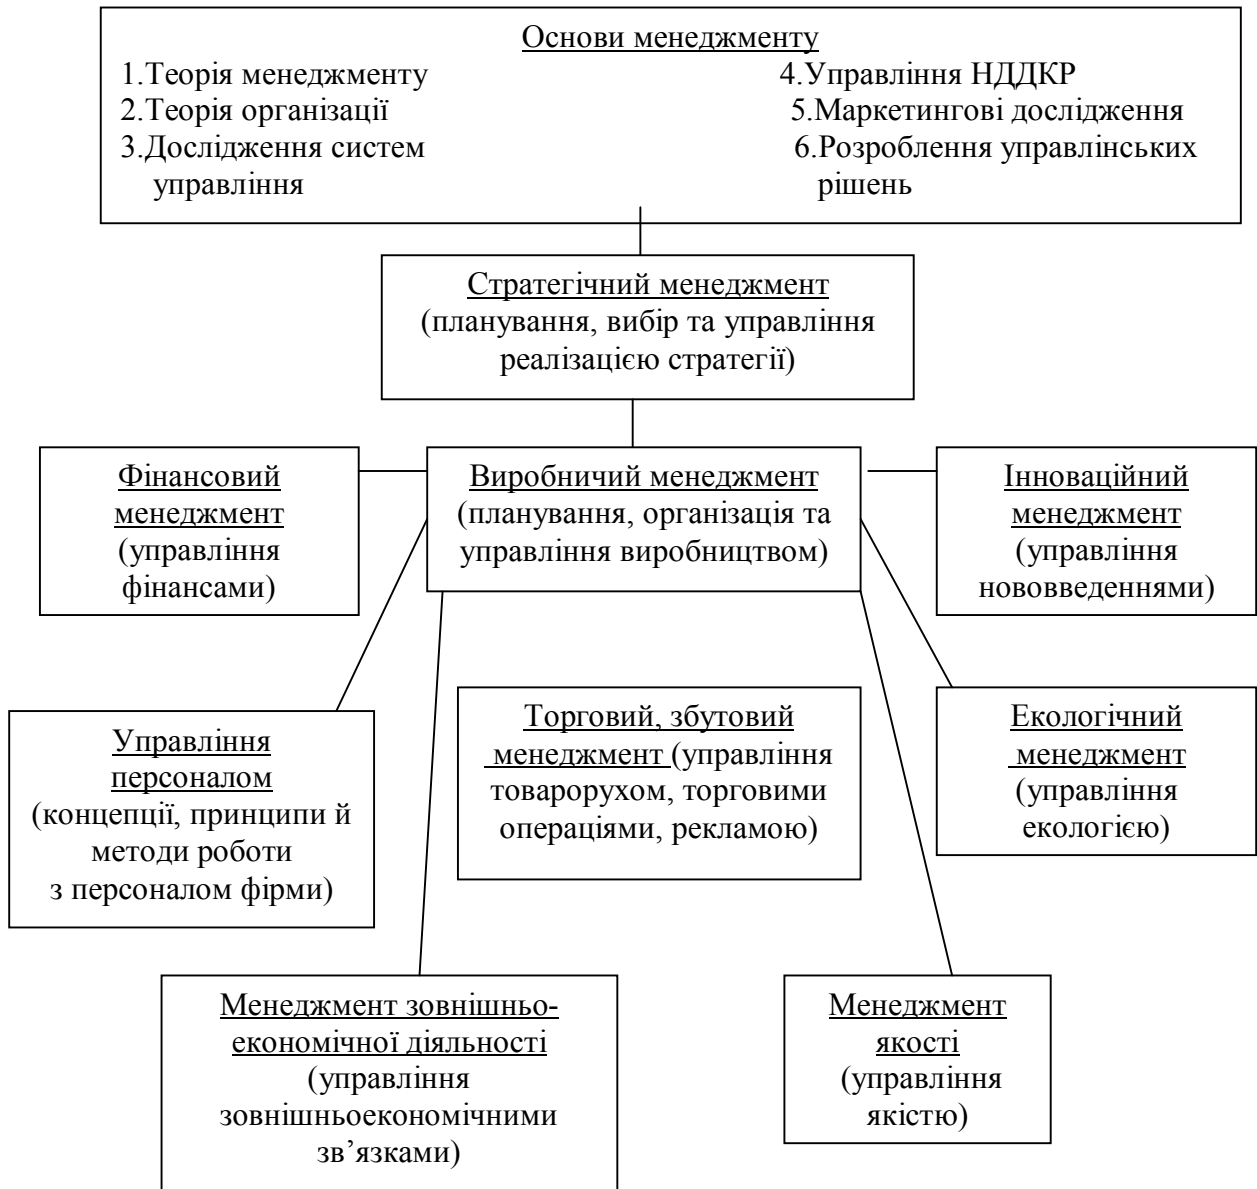 Основи менеджменту
1.Теорія менеджменту
2.Теорія організації
3.Дослідження систем
управління
4.Управління НДДКР
5.Маркетингові дослідження
6.Розроблення управлінських
рішень
Стратегічний менеджмент
(планування, вибір та управління
реалізацією стратегії)
Фінансовий
менеджмент
(управління
фінансами)
Виробничий менеджмент
(планування, організація та
управління виробництвом)
Інноваційний
менеджмент
(управління
нововведеннями)
Управління
персоналом
(концепції, принципи й
методи роботи
з персоналом фірми)
Торговий, збутовий
менеджмент (управління
товарорухом, торговими
операціями, рекламою)
Екологічний
менеджмент
(управління
екологією)
Менеджмент зовнішньо-
економічної діяльності
(управління
зовнішньоекономічними
зв’язками)
Менеджмент
якості
(управління
якістю)